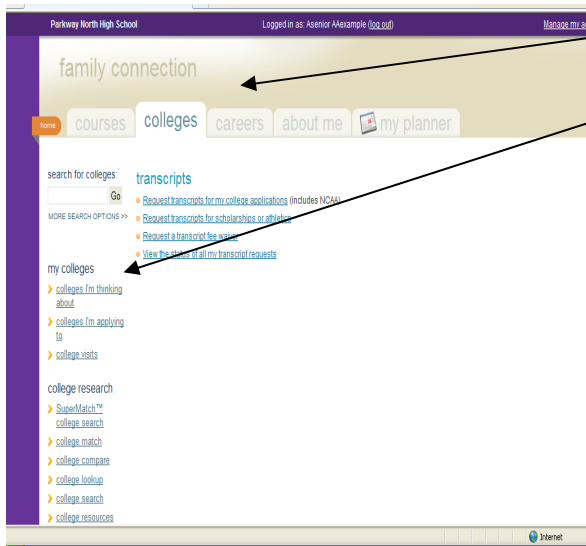 Parkway North High School
Logged in as: Asenior AAexample (log out)
Manage my a
family connection
home
courses
colleges
careers
about me
my planner
search for colleges:
Go
MORE SEARCH OPTIONS >>
transcripts
Request transcripts for my college applications (includes NCAA)
Request transcripts for scholarships or athletics
Request a transcript fee waiver
View the status of all my transcript requests
my colleges
colleges I'm thinking
about
colleges I'm applying
to
college visits
college research
SuperMatch™
college search
college match
college compare
college lookup
college search
college resources
Internet